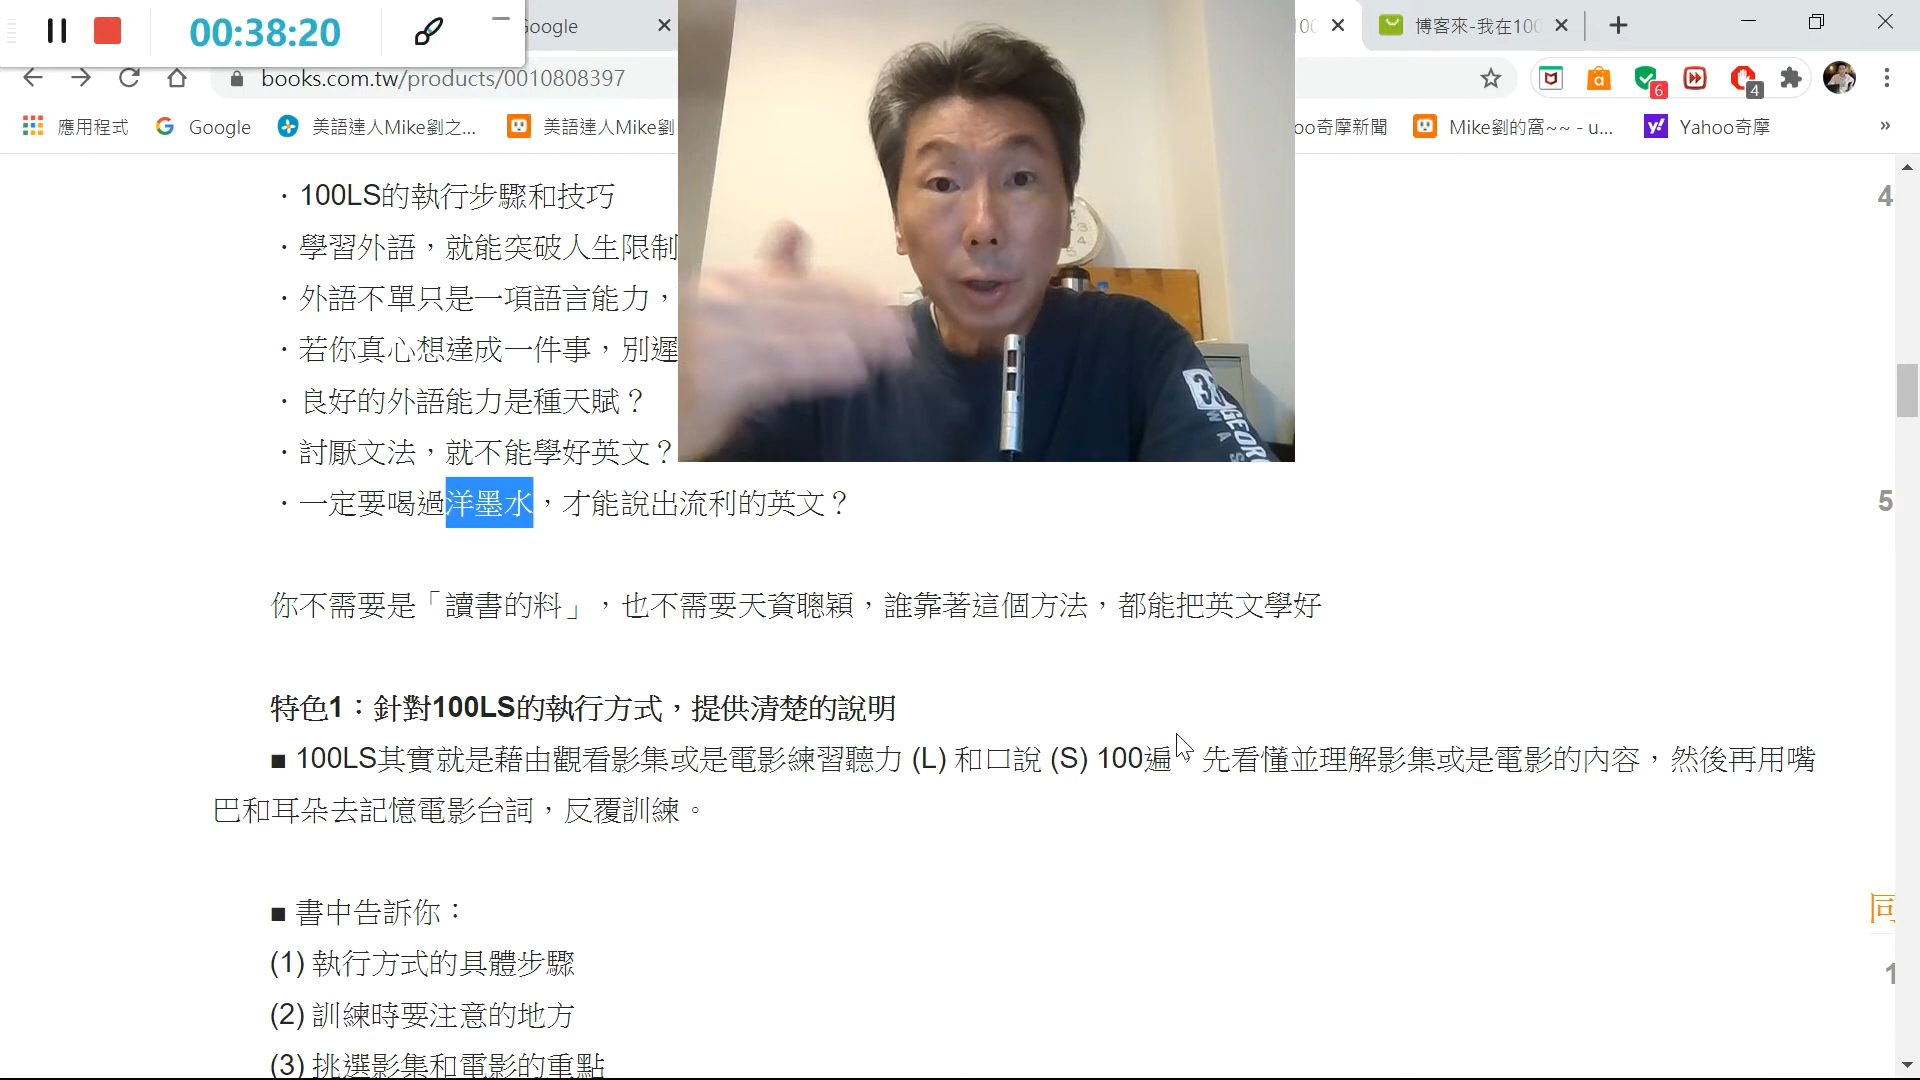 00:38:20
Google
博客來-我在100
books.com.tw/products/0010808397
6
4
應用程式
Google
美語達人Mike劉之...
美語達人Mike劉
oo奇摩新聞
Mike劉的窩~~ - u...
Yahoo奇摩
»
· 100LS的執行步驟和技巧
4
· 學習外語，就能突破人生限制
· 外語不單只是一項語言能力，
· 若你真心想達成一件事，別遲
· 良好的外語能力是種天賦？
· 討厭文法，就不能學好英文？
· 一定要喝過洋墨水，才能說出流利的英文？
5
你不需要是「讀書的料」，也不需要天資聰穎，誰靠著這個方法，都能把英文學好
特色1：針對100LS的執行方式，提供清楚的說明
■ 100LS其實就是藉由觀看影集或是電影練習聽力 (L) 和口說 (S) 100遍，先看懂並理解影集或是電影的內容，然後再用嘴
巴和耳朵去記憶電影台詞，反覆訓練。
同
■ 書中告訴你：
(1) 執行方式的具體步驟
1
(2) 訓練時要注意的地方
(3) 挑選影集和電影的重點